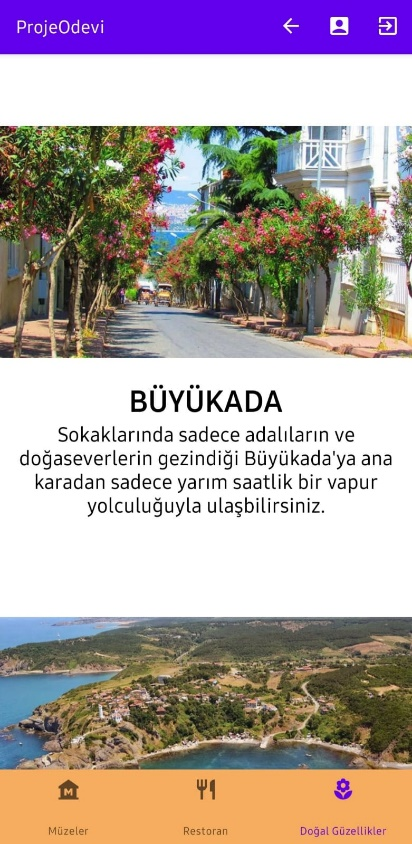 ProjeOdevi
BÜYÜKADA
Sokaklarında sadece adalıların ve
doğaseverlerin gezindiği Büyükada'ya ana
karadan sadece yarım saatlik bir vapur
yolculuğuyla ulaşbilirsiniz.
M
Müzeler
Restoran
Doğal Güzellikler